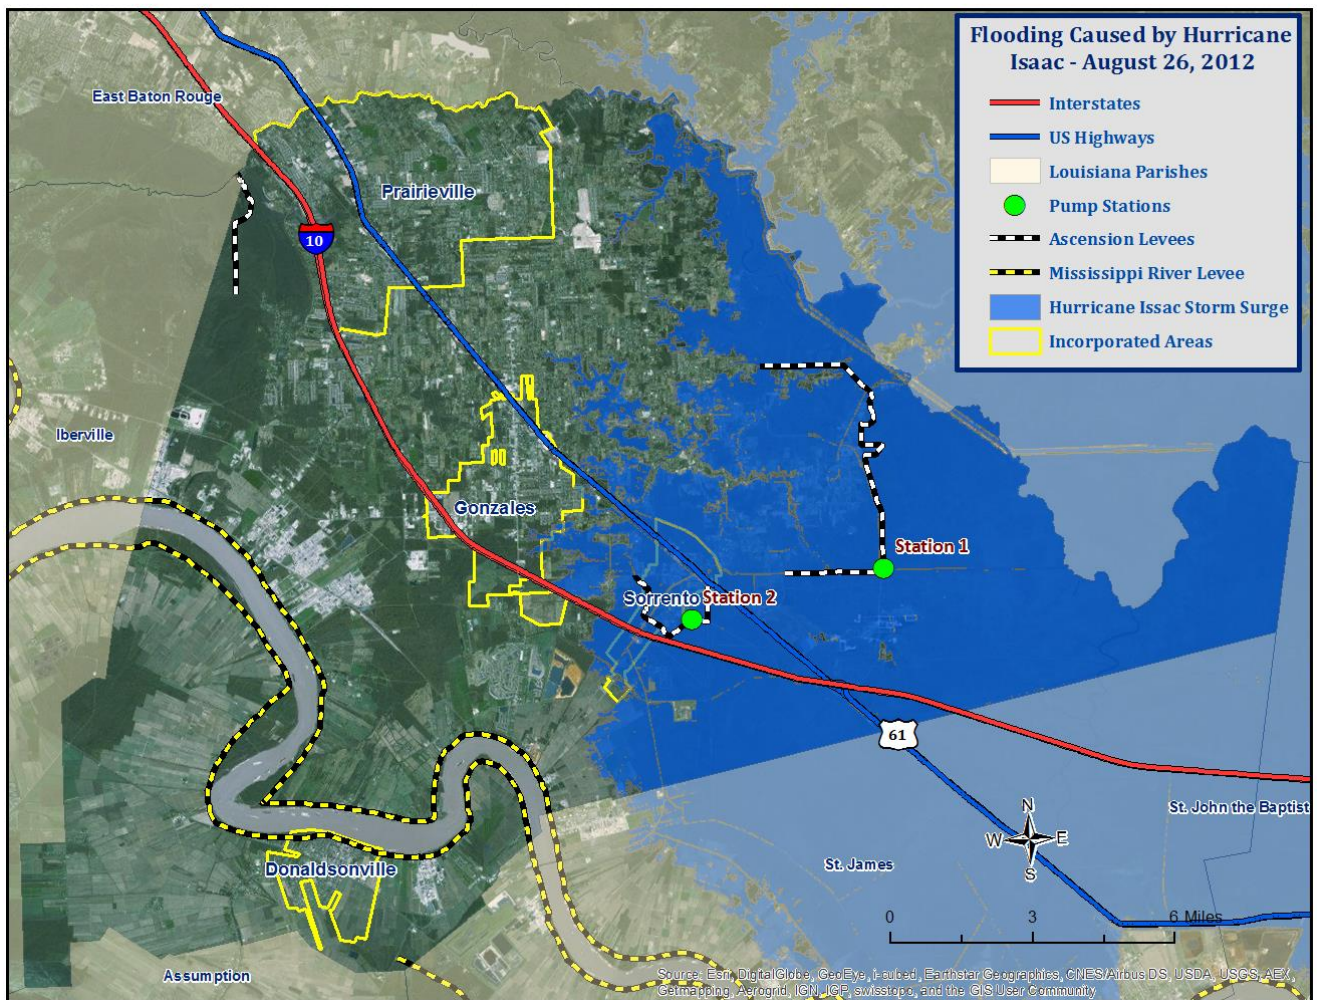 Flooding Caused by Hurricane
Isaac - August 26, 2012
Interstates
US Highways
Louisiana Parishes
Pump Stations
Ascension Levees
Mississippi River Levee
Hurricane Issac Storm Surge
Incorporated Areas
East Baton Rouge
Prairieville
10
Iberville
Gonzales
Station 1
Sorrento Station 2
61
N
W E
S
St. John the Baptist
St. James
Donaldsonville
0 3 6 Miles
Assumption
Source: Esri, DigitalGlobe, GeoEye, i-cubed, Earthstar Geographics, CNES/Airbus DS, USDA, USGS, AEX,
Getmapping, Aerogrid, IGN, IGP, swisstopo, and the GIS User Community